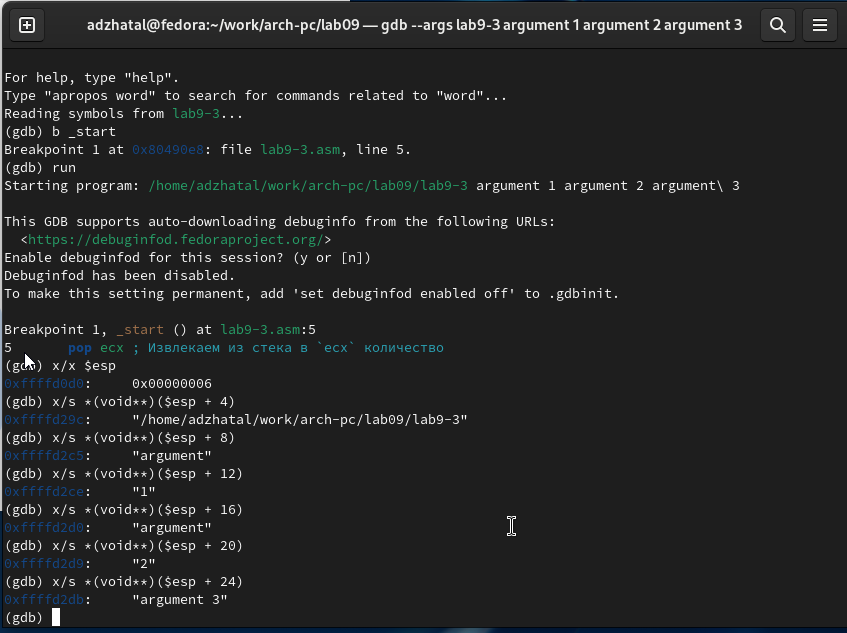 adzhatal@fedora:~/work/arch-pc/lab09 — gdb --args lab9-3 argument 1 argument 2 argument 3
For help, type "help".
Type "apropos word" to search for commands related to "word"...
Reading symbols from lab9-3...
(gdb) b _start
Breakpoint 1 at 0x80490e8: file lab9-3.asm, line 5.
(gdb) run
Starting program: /home/adzhatal/work/arch-pc/lab09/lab9-3 argument 1 argument 2 argument\ 3
This GDB supports auto-downloading debuginfo from the following URLs:
<https://debuginfod.fedoraproject.org/>
Enable debuginfod for this session? (y or [n])
Debuginfod has been disabled.
To make this setting permanent, add 'set debuginfod enabled off' to .gdbinit.
Breakpoint 1, _start () at lab9-3.asm:5
5 pop ecx ; Извлекаем из стека в `ecx` количество
(gdb) x/x $esp
0xffffd0d0: 0x00000006
(gdb) x/s *(void**)($esp + 4)
0xffffd29c: "/home/adzhatal/work/arch-pc/lab09/lab9-3"
(gdb) x/s *(void**)($esp + 8)
0xffffd2c5: "argument"
(gdb) x/s *(void**)($esp + 12)
0xffffd2ce: "1"
(gdb) x/s *(void**)($esp + 16)
0xffffd2d0: "argument"
(gdb) x/s *(void**)($esp + 20)
0xffffd2d9: "2"
(gdb) x/s *(void**)($esp + 24)
0xffffd2db: "argument 3"
(gdb)